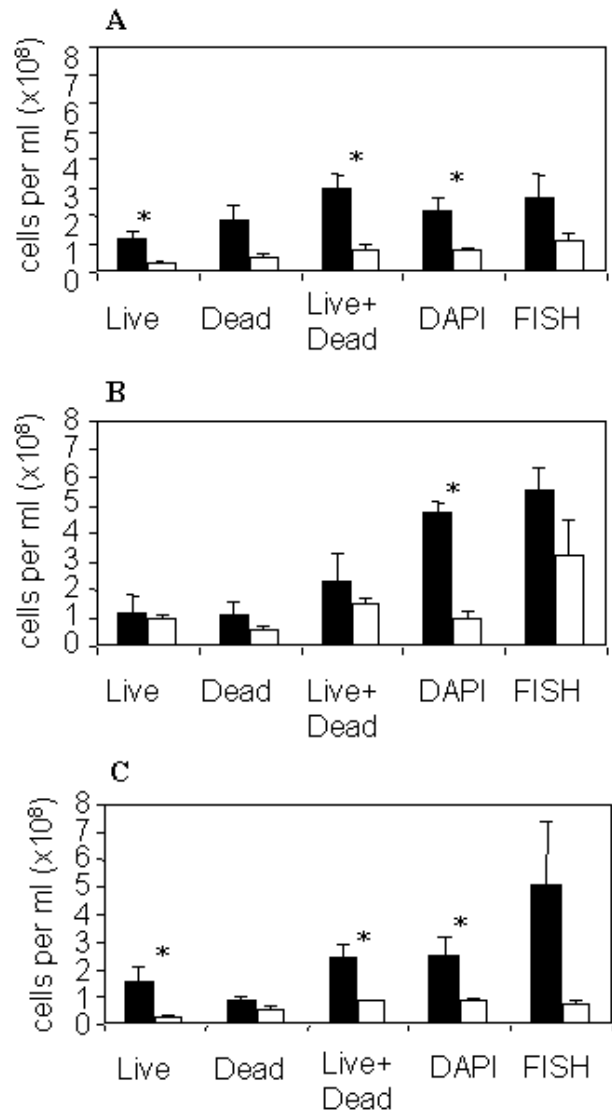 A
cells per ml (x10⁸)
8
7
6
5
4
3
2
1
0
*
*
*
Live
Dead
Live+
Dead
DAPI
FISH
B
cells per ml (x10⁸)
8
7
6
5
4
3
2
1
0
*
Live
Dead
Live+
Dead
DAPI
FISH
C
cells per ml (x10⁸)
8
7
6
5
4
3
2
1
0
*
*
*
Live
Dead
Live+
Dead
DAPI
FISH